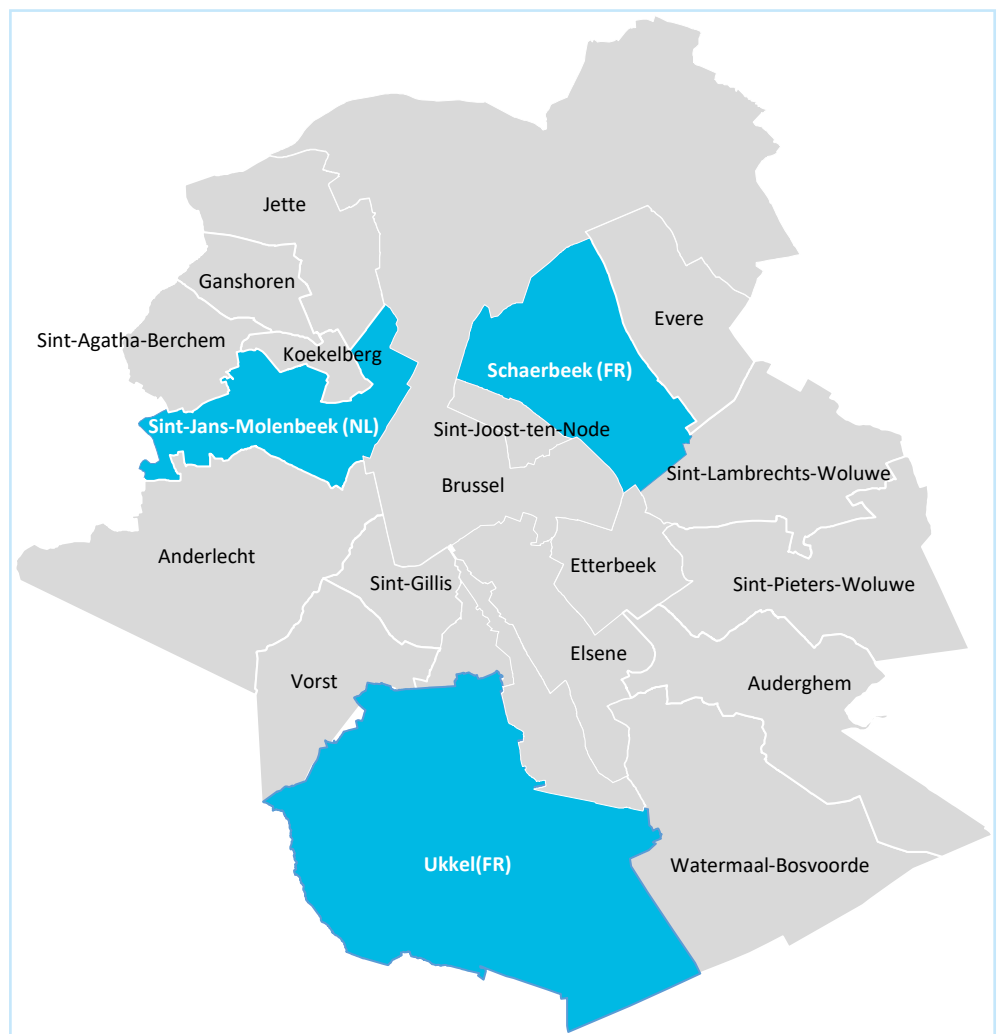 Jette
Ganshoren
Evere
Sint-Agatha-Berchem
Koekelberg
Schaerbeek (FR)
Sint-Jans-Molenbeek (NL)
Sint-Joost-ten-Node
Sint-Lambrechts-Woluwe
Brussel
Anderlecht
Etterbeek
Sint-Gillis
Sint-Pieters-Woluwe
Elsene
Vorst
Auderghem
Ukkel(FR)
Watermaal-Bosvoorde